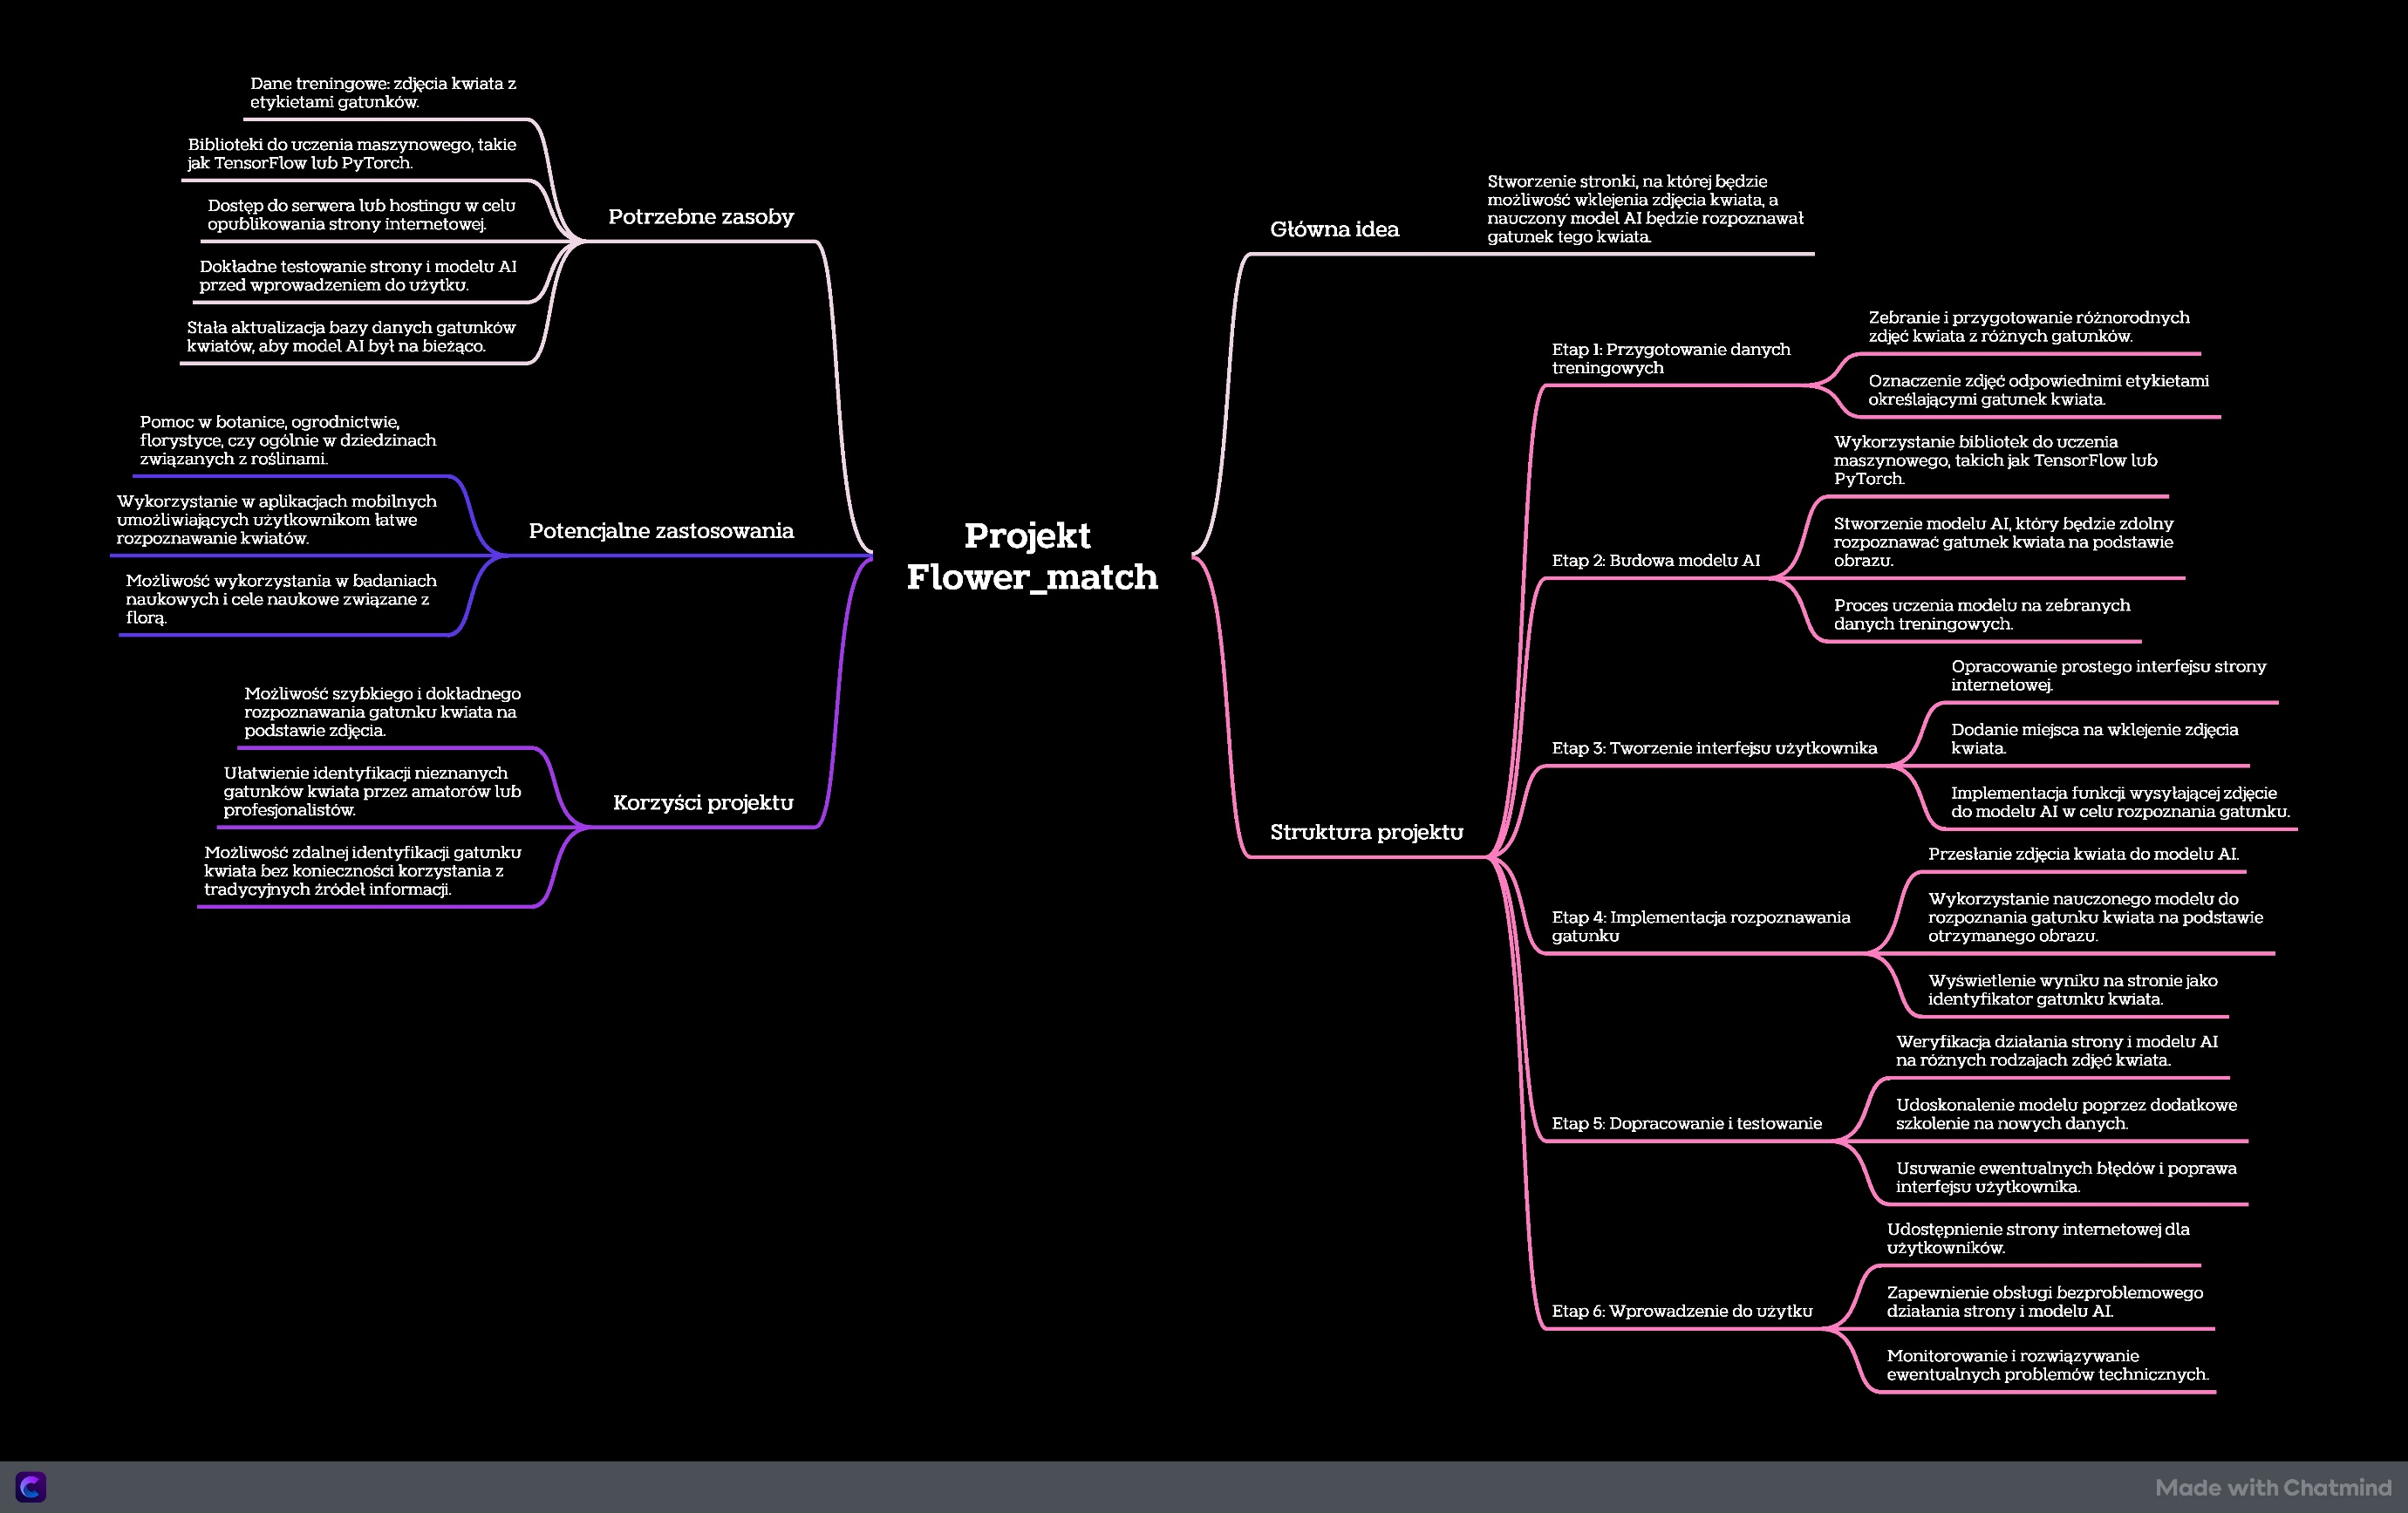 Projekt
Flower_match
Potrzebne zasoby
Dane treningowe: zdjęcia kwiata z
etykietami gatunków.
Biblioteki do uczenia maszynowego, takie
jak TensorFlow lub PyTorch.
Dostęp do serwera lub hostingu w celu
opublikowania strony internetowej.
Dokładne testowanie strony i modelu AI
przed wprowadzeniem do użytku.
Stała aktualizacja bazy danych gatunków
kwiatów, aby model AI był na bieżąco.
Potencjalne zastosowania
Pomoc w botanice, ogrodnictwie,
florystyce, czy ogólnie w dziedzinach
związanych z roślinami.
Wykorzystanie w aplikacjach mobilnych
umożliwiających użytkownikom łatwe
rozpoznawanie kwiatów.
Możliwość wykorzystania w badaniach
naukowych i cele naukowe związane z
florą.
Korzyści projektu
Możliwość szybkiego i dokładnego
rozpoznawania gatunku kwiata na
podstawie zdjęcia.
Ułatwienie identyfikacji nieznanych
gatunków kwiata przez amatorów lub
profesjonalistów.
Możliwość zdalnej identyfikacji gatunku
kwiata bez konieczności korzystania z
tradycyjnych źródeł informacji.
Główna idea
Stworzenie stronki, na której będzie
możliwość wklejenia zdjęcia kwiata, a
nauczony model AI będzie rozpoznawał
gatunek tego kwiata.
Struktura projektu
Etap 1: Przygotowanie danych
treningowych
Zebranie i przygotowanie różnorodnych
zdjęć kwiata z różnych gatunków.
Oznaczenie zdjęć odpowiednimi etykietami
określającymi gatunek kwiata.
Etap 2: Budowa modelu AI
Wykorzystanie bibliotek do uczenia
maszynowego, takich jak TensorFlow lub
PyTorch.
Stworzenie modelu AI, który będzie zdolny
rozpoznawać gatunek kwiata na podstawie
obrazu.
Proces uczenia modelu na zebranych
danych treningowych.
Etap 3: Tworzenie interfejsu użytkownika
Opracowanie prostego interfejsu strony
internetowej.
Dodanie miejsca na wklejenie zdjęcia
kwiata.
Implementacja funkcji wysyłającej zdjęcie
do modelu AI w celu rozpoznania gatunku.
Etap 4: Implementacja rozpoznawania
gatunku
Przesłanie zdjęcia kwiata do modelu AI.
Wykorzystanie nauczonego modelu do
rozpoznania gatunku kwiata na podstawie
otrzymanego obrazu.
Wyświetlenie wyniku na stronie jako
identyfikator gatunku kwiata.
Etap 5: Dopracowanie i testowanie
Weryfikacja działania strony i modelu AI
na różnych rodzajach zdjęć kwiata.
Udoskonalenie modelu poprzez dodatkowe
szkolenie na nowych danych.
Usuwanie ewentualnych błędów i poprawa
interfejsu użytkownika.
Etap 6: Wprowadzenie do użytku
Udostępnienie strony internetowej dla
użytkowników.
Zapewnienie obsługi bezproblemowego
działania strony i modelu AI.
Monitorowanie i rozwiązywanie
ewentualnych problemów technicznych.
Made with Chatmind